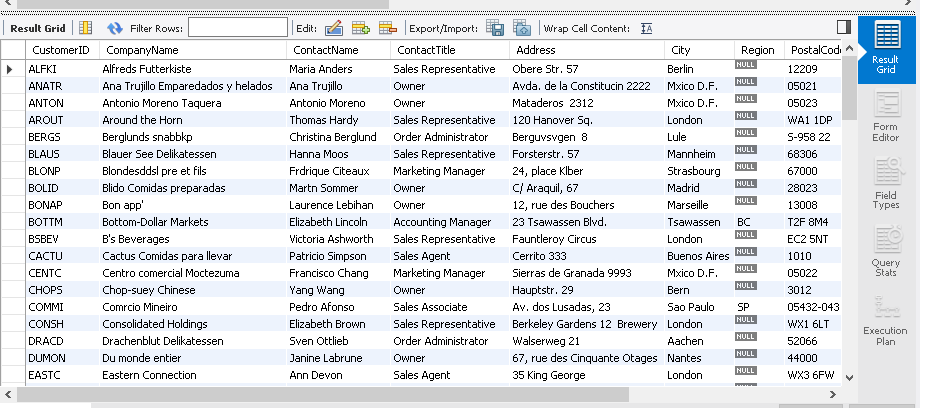 Result Grid Filter Rows: Edit: Export/Import: Wrap Cell Content:
CustomerID CompanyName ContactName ContactTitle Address City Region PostalCode
ALFKI Alfreds Futterkiste Maria Anders Sales Representative Obere Str. 57 Berlin NULL 12209
ANATR Ana Trujillo Emparedados y helados Ana Trujillo Owner Avda. de la Constitucin 2222 Mxico D.F. NULL 05021
ANTON Antonio Moreno Taquera Antonio Moreno Owner Mataderos 2312 Mxico D.F. NULL 05023
AROUT Around the Horn Thomas Hardy Sales Representative 120 Hanover Sq. London NULL WA1 1DP
BERGS Berglunds snabbkp Christina Berglund Order Administrator Berguvsvgen 8 Lule NULL S-958 22
BLAUS Blauer See Delikatessen Hanna Moos Sales Representative Forsterstr. 57 Mannheim NULL 68306
BLONP Blondesddsl pre et fils Frdrique Citeaux Marketing Manager 24, place Klber Strasbourg NULL 67000
BOLID Blido Comidas preparadas Martn Sommer Owner C/ Araquil, 67 Madrid NULL 28023
BONAP Bon app' Laurence Lebihan Owner 12, rue des Bouchers Marseille NULL 13008
BOTTM Bottom-Dollar Markets Elizabeth Lincoln Accounting Manager 23 Tsawassen Blvd. Tsawassen BC T2F 8M4
BSBEV B's Beverages Victoria Ashworth Sales Representative Fauntleroy Circus London NULL EC2 5NT
CACTU Cactus Comidas para llevar Patricio Simpson Sales Agent Cerrito 333 Buenos Aires NULL 1010
CENTC Centro comercial Moctezuma Francisco Chang Marketing Manager Sierras de Granada 9993 Mxico D.F. NULL 05022
CHOPS Chop-suey Chinese Yang Wang Owner Hauptstr. 29 Bern NULL 3012
COMMI Comrcio Mineiro Pedro Afonso Sales Associate Av. dos Lusadas, 23 Sao Paulo SP 05432-043
CONSH Consolidated Holdings Elizabeth Brown Sales Representative Berkeley Gardens 12 Brewery London NULL WX1 6LT
DRACD Drachenblut Delikatessen Sven Ottlieb Order Administrator Walserweg 21 Aachen NULL 52066
DUMON Du monde entier Janine Labrune Owner 67, rue des Cinquante Otages Nantes NULL 44000
EASTC Eastern Connection Ann Devon Sales Agent 35 King George London NULL WX3 6FW
Result
Grid
Form
Editor
Field
Types
Query
Stats
Execution
Plan